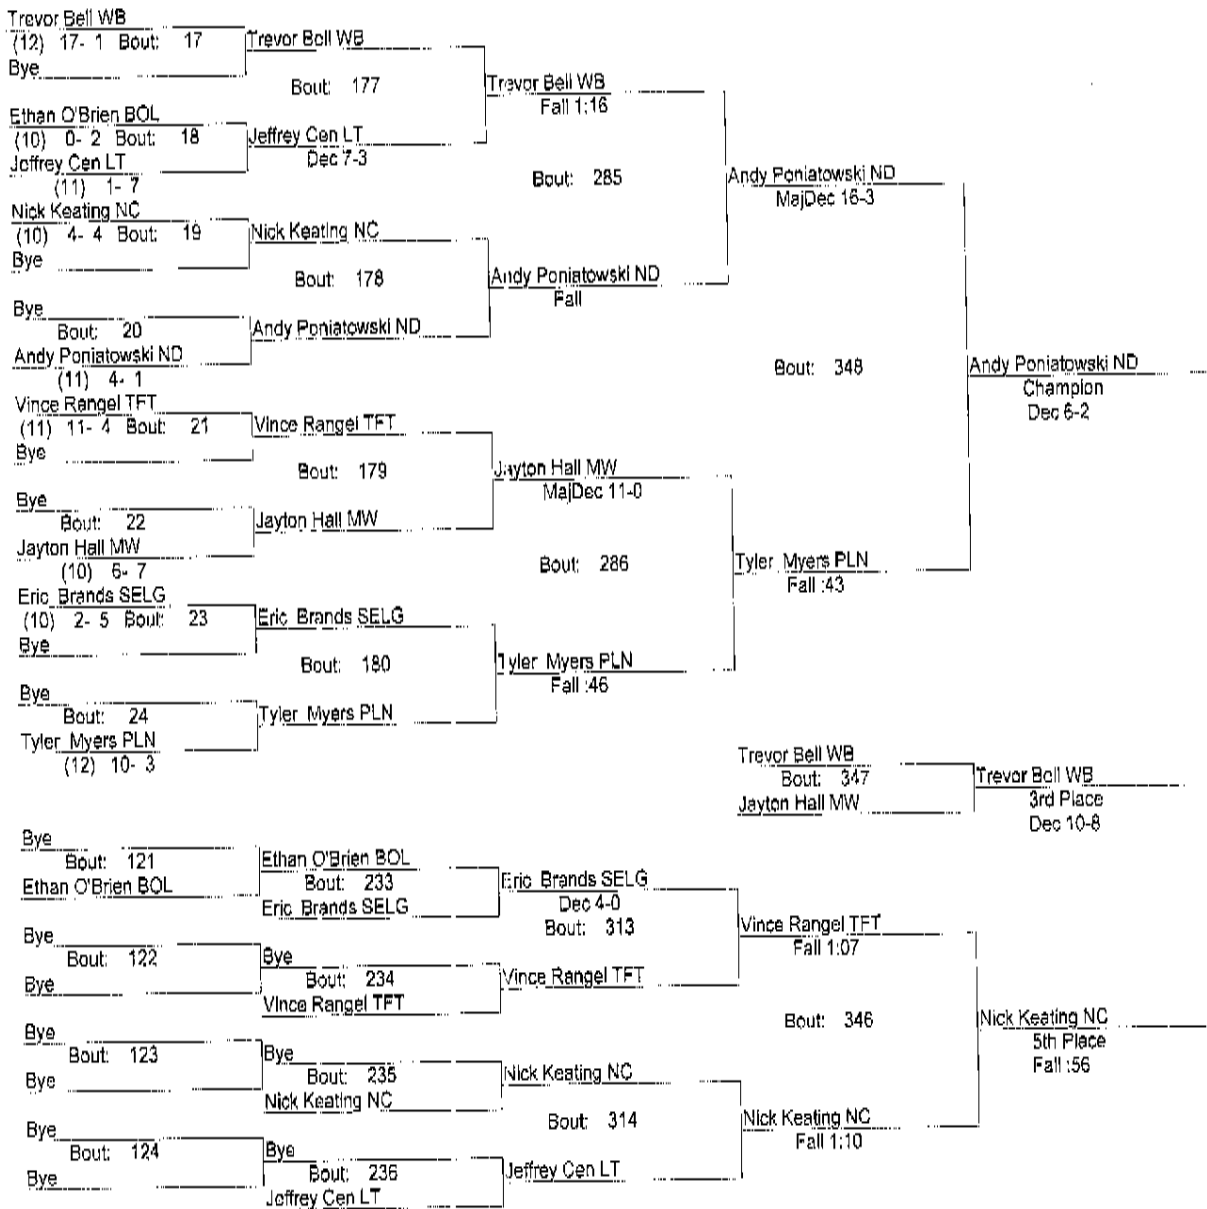 Trevor Bell WB
(12) 17- 1 Bout: 17
Bye
Trevor Bell WB
Bout: 177
Ethan O'Brien BOL
(10) 0- 2 Bout: 18
Jeffrey Cen LT
(11) 1- 7
Jeffrey Cen LT
Dec 7-3
Trevor Bell WB
Fall 1:16
Bout: 285
Nick Keating NC
(10) 4- 4 Bout: 19
Bye
Nick Keating NC
Bout: 178
Bye
Bout: 20
Andy Poniatowski ND
(11) 4- 1
Andy Poniatowski ND
Andy Poniatowski ND
Fall
Andy Poniatowski ND
MajDec 16-3
Bout: 348
Andy Poniatowski ND
Champion
Dec 6-2
Vince Rangel TFT
(11) 11- 4 Bout: 21
Bye
Vince Rangel TFT
Bout: 179
Bye
Bout: 22
Jayton Hall MW
(10) 6- 7
Jayton Hall MW
Jayton Hall MW
MajDec 11-0
Bout: 286
Eric Brands SELG
(10) 2- 5 Bout: 23
Bye
Eric Brands SELG
Bout: 180
Bye
Bout: 24
Tyler Myers PLN
(12) 10- 3
Tyler Myers PLN
Tyler Myers PLN
Fall :46
Tyler Myers PLN
Fall :43
Trevor Bell WB
Bout: 347
Jayton Hall MW
Trevor Bell WB
3rd Place
Dec 10-8
Bye
Bout: 121
Ethan O'Brien BOL
Ethan O'Brien BOL
Bout: 233
Eric Brands SELG
Eric Brands SELG
Dec 4-0
Bout: 313
Bye
Bout: 122
Bye
Bye
Bout: 234
Vince Rangel TFT
Vince Rangel TFT
Vince Rangel TFT
Fall 1:07
Bout: 346
Bye
Bout: 123
Bye
Bye
Bout: 235
Nick Keating NC
Nick Keating NC
Bout: 314
Bye
Bout: 124
Bye
Bye
Bout: 236
Jeffrey Cen LT
Jeffrey Cen LT
Nick Keating NC
Fall 1:10
Nick Keating NC
5th Place
Fall :56